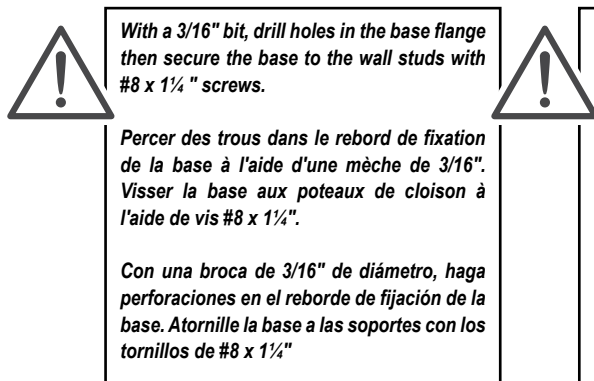 With a 3/16" bit, drill holes in the base flange
then secure the base to the wall studs with
#8 x 1¼ " screws.
Percer des trous dans le rebord de fixation
de la base à l'aide d'une mèche de 3/16".
Visser la base aux poteaux de cloison à
l'aide de vis #8 x 1¼".
Con una broca de 3/16" de diámetro, haga
perforaciones en el reborde de fijación de la
base. Atornille la base a las soportes con los
tornillos de #8 x 1¼"